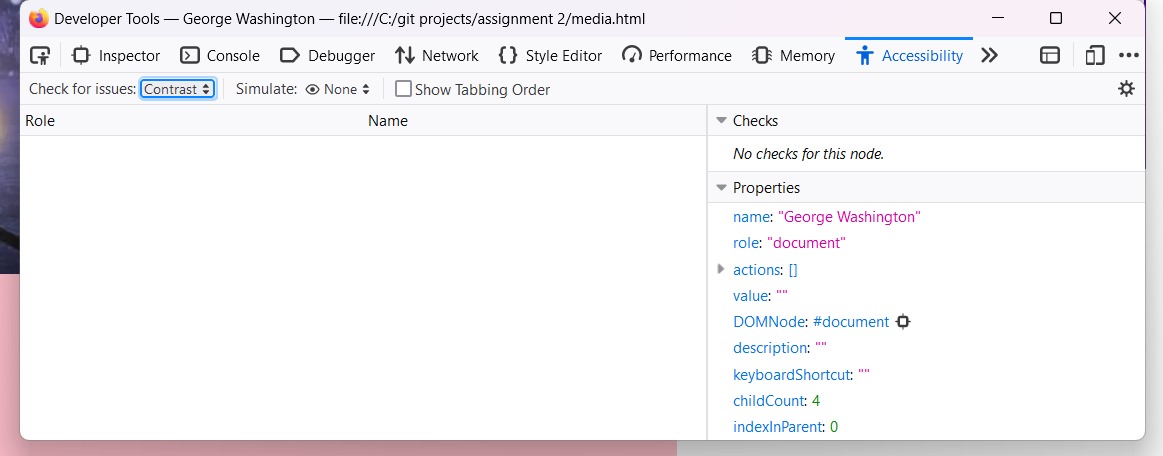 Developer Tools — George Washington — file:///C:/git projects/assignment 2/media.html
Inspector Console Debugger Network Style Editor Performance Memory Accessibility
Check for issues: Contrast Simulate: None Show Tabbing Order
Role Name
Checks
No checks for this node.
Properties
name: "George Washington"
role: "document"
actions: []
value: ""
DOMNode: #document
description: ""
keyboardShortcut: ""
childCount: 4
indexInParent: 0